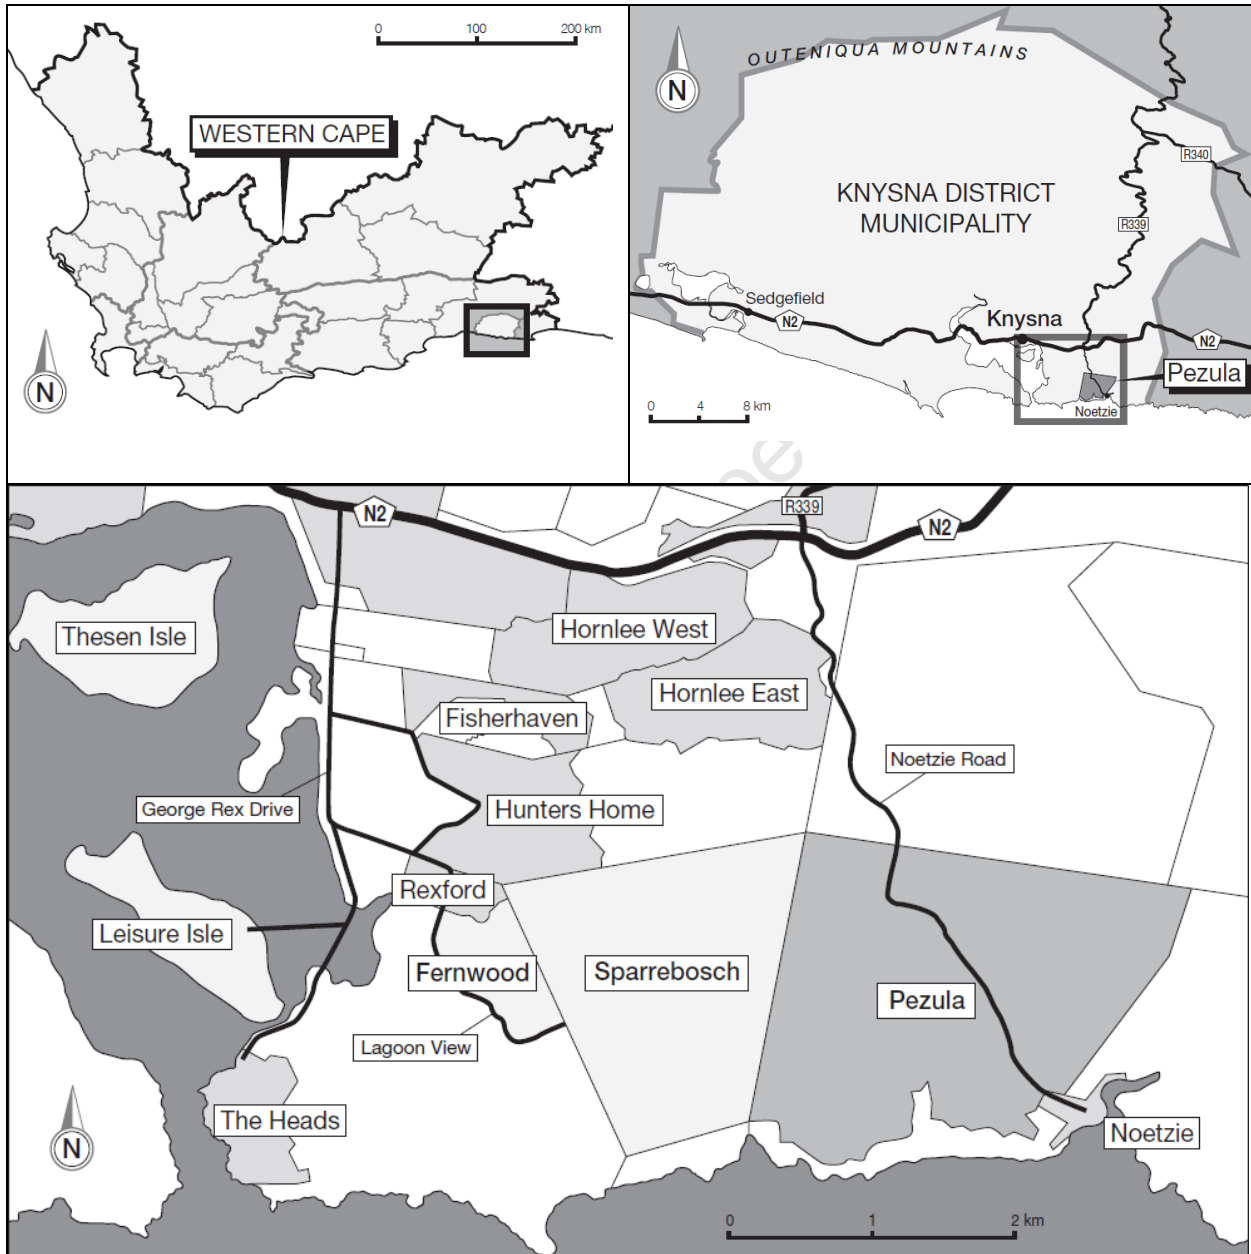 0 100 200 km
WESTERN CAPE
N
N
OUTENIQUA MOUNTAINS
R340
KNYSNA DISTRICT
MUNICIPALITY
R339
Sedgefield
N2
Knysna
N2
Pezula
0 4 8 km
Noetzie
N2
R339
N2
Thesen Isle
Hornlee West
Hornlee East
Fisherhaven
Noetzie Road
George Rex Drive
Hunters Home
Rexford
Leisure Isle
Fernwood
Sparrebosch
Pezula
Lagoon View
The Heads
N
Noetzie
0 1 2 km